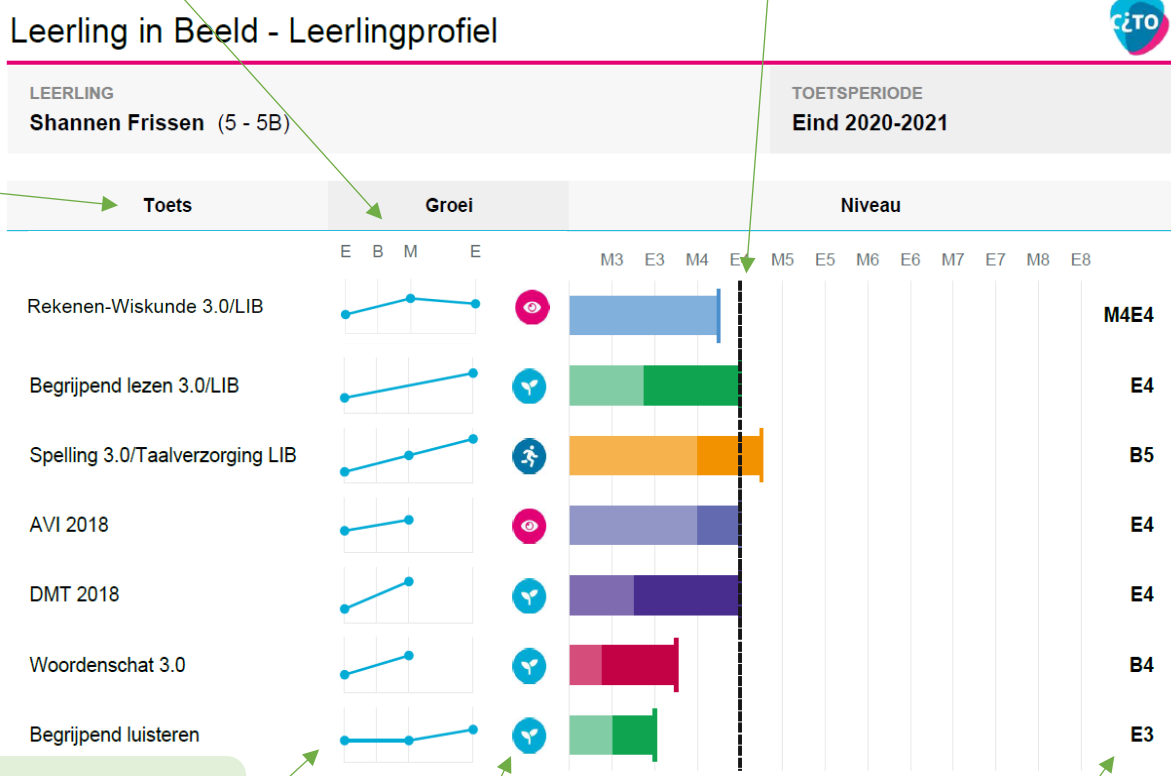 Leerling in Beeld - Leerlingprofiel
CiTO
LEERLING
Shannen Frissen (5 - 5B)
TOETSPERIODE
Eind 2020-2021
Toets Groei Niveau
E B M E M3 E3 M4 M5 E5 M6 E6 M7 E7 M8 E8
Rekenen-Wiskunde 3.0/LIB M4E4
Begrijpend lezen 3.0/LIB E4
Spelling 3.0/Taalverzorging LIB B5
AVI 2018 E4
DMT 2018 E4
Woordenschat 3.0 B4
Begrijpend luisteren E3